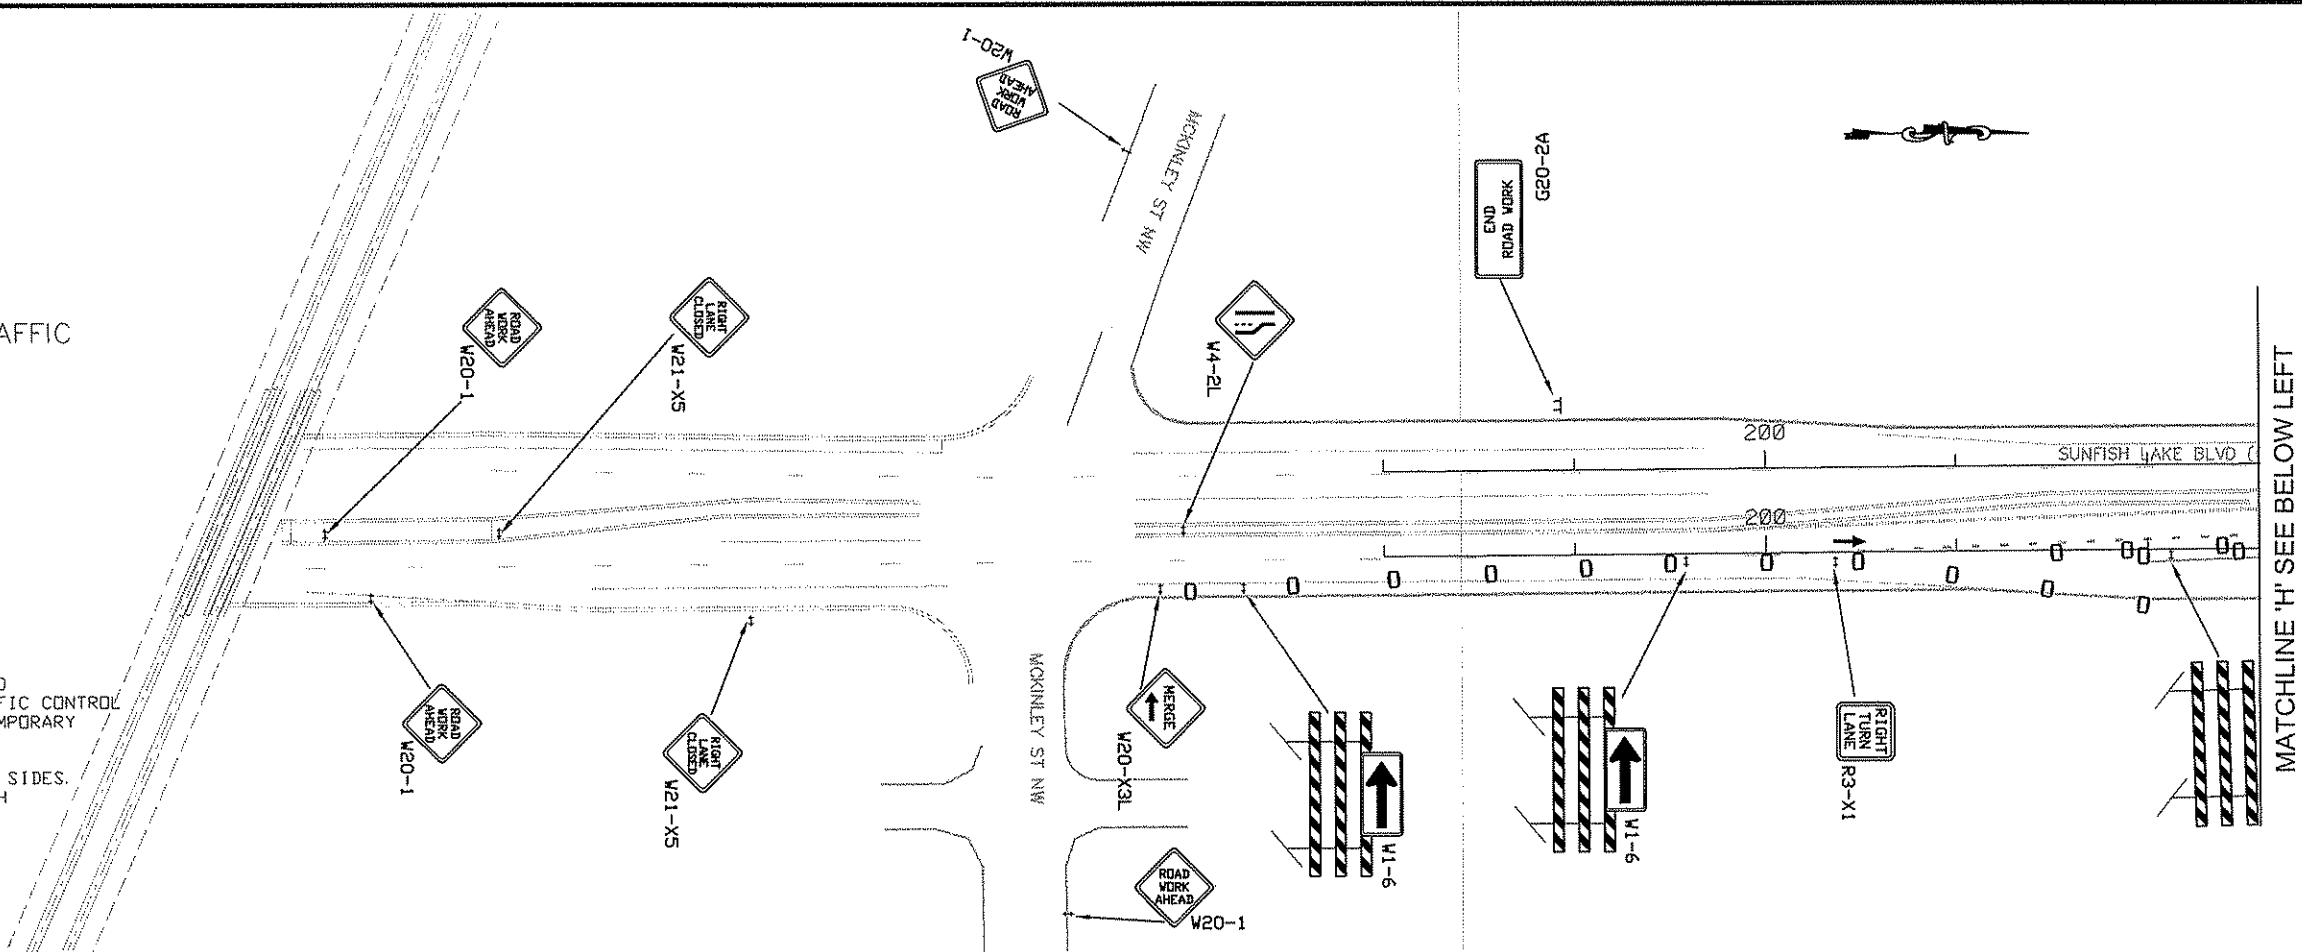 AFFIC
FIC CONTROL
MPORARY
SIDES.
H
ROAD
WORK
AHEAD
W20-1
RIGHT
LANE
CLOSED
W21-X5
ROAD
WORK
AHEAD
W20-1
RIGHT
LANE
CLOSED
W21-X5
ROAD
WORK
AHEAD
W20-1
MCKINLEY ST NW
W4-2L
END
ROAD WORK
G20-2A
200
200
SUNFISH LAKE BLVD (
MCKINLEY ST NW
MERGE
W20-X3L
ROAD
WORK
AHEAD
W20-1
W1-6
W1-6
RIGHT
TURN
LANE
R3-X1
MATCHLINE 'H' SEE BELOW LEFT